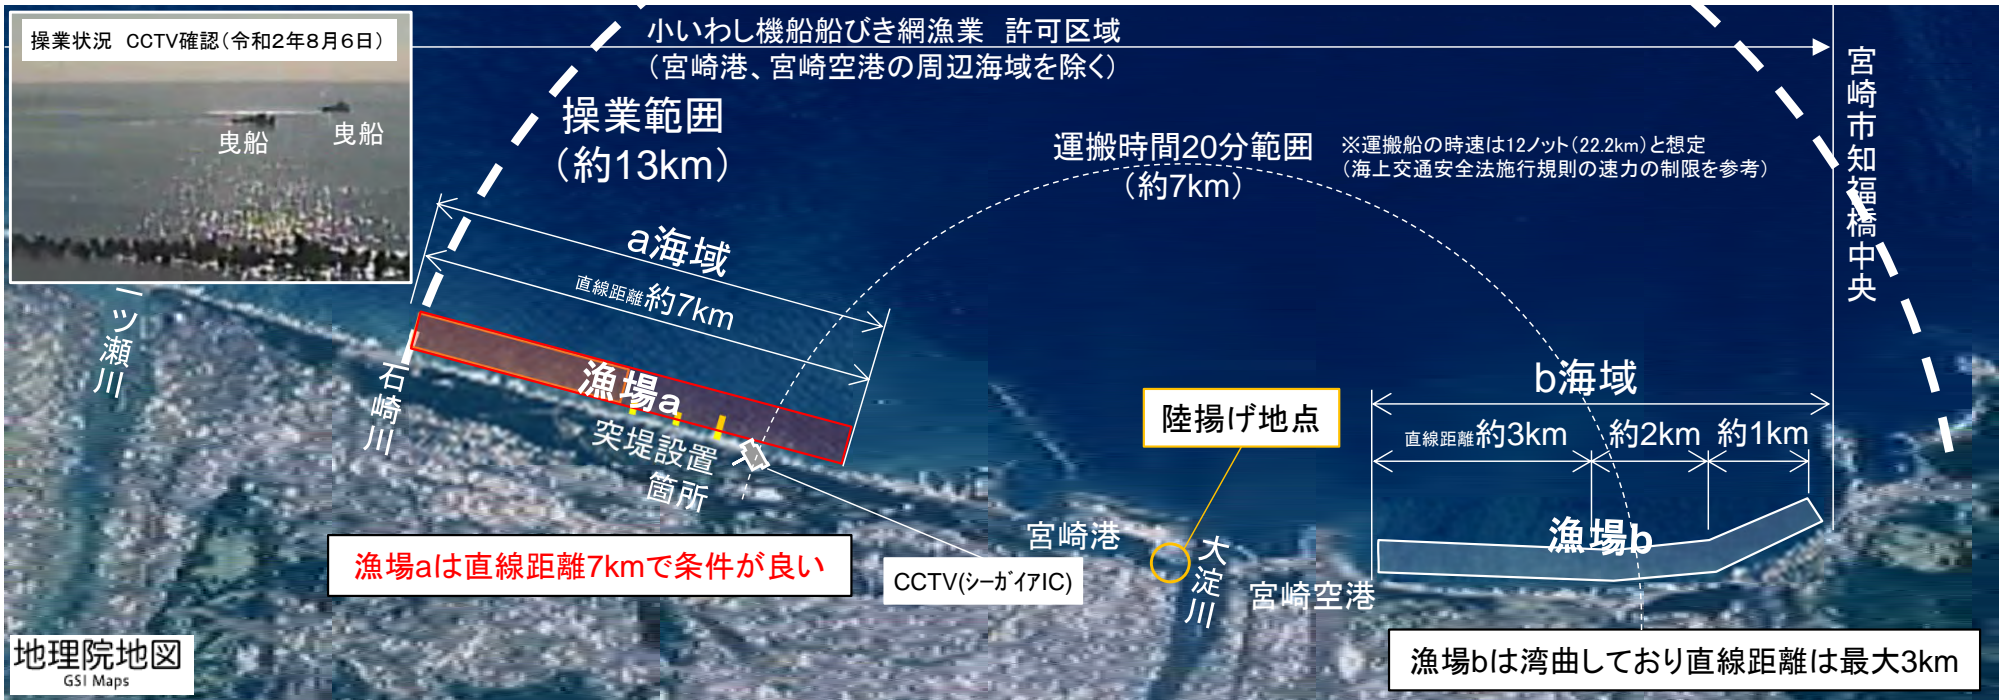 操業状況 CCTV確認（令和2年8月6日）
曳船
曳船
小いわし機船船びき網漁業 許可区域
（宮崎港、宮崎空港の周辺海域を除く）
操業範囲
（約13km）
運搬時間20分範囲
（約7km）
※運搬船の時速は12ノット（22.2km）と想定
（海上交通安全法施行規則の速力の制限を参考）
宮崎市知福橋中央
a海域
直線距離約7km
漁場a
一ツ瀬川
石崎川
突堤設置
箇所
陸揚げ地点
b海域
直線距離約3km
約2km
約1km
漁場b
宮崎港
大淀川
宮崎空港
CCTV(シーガイアIC)
漁場aは直線距離7kmで条件が良い
漁場bは湾曲しており直線距離は最大3km
地理院地図
GSI Maps